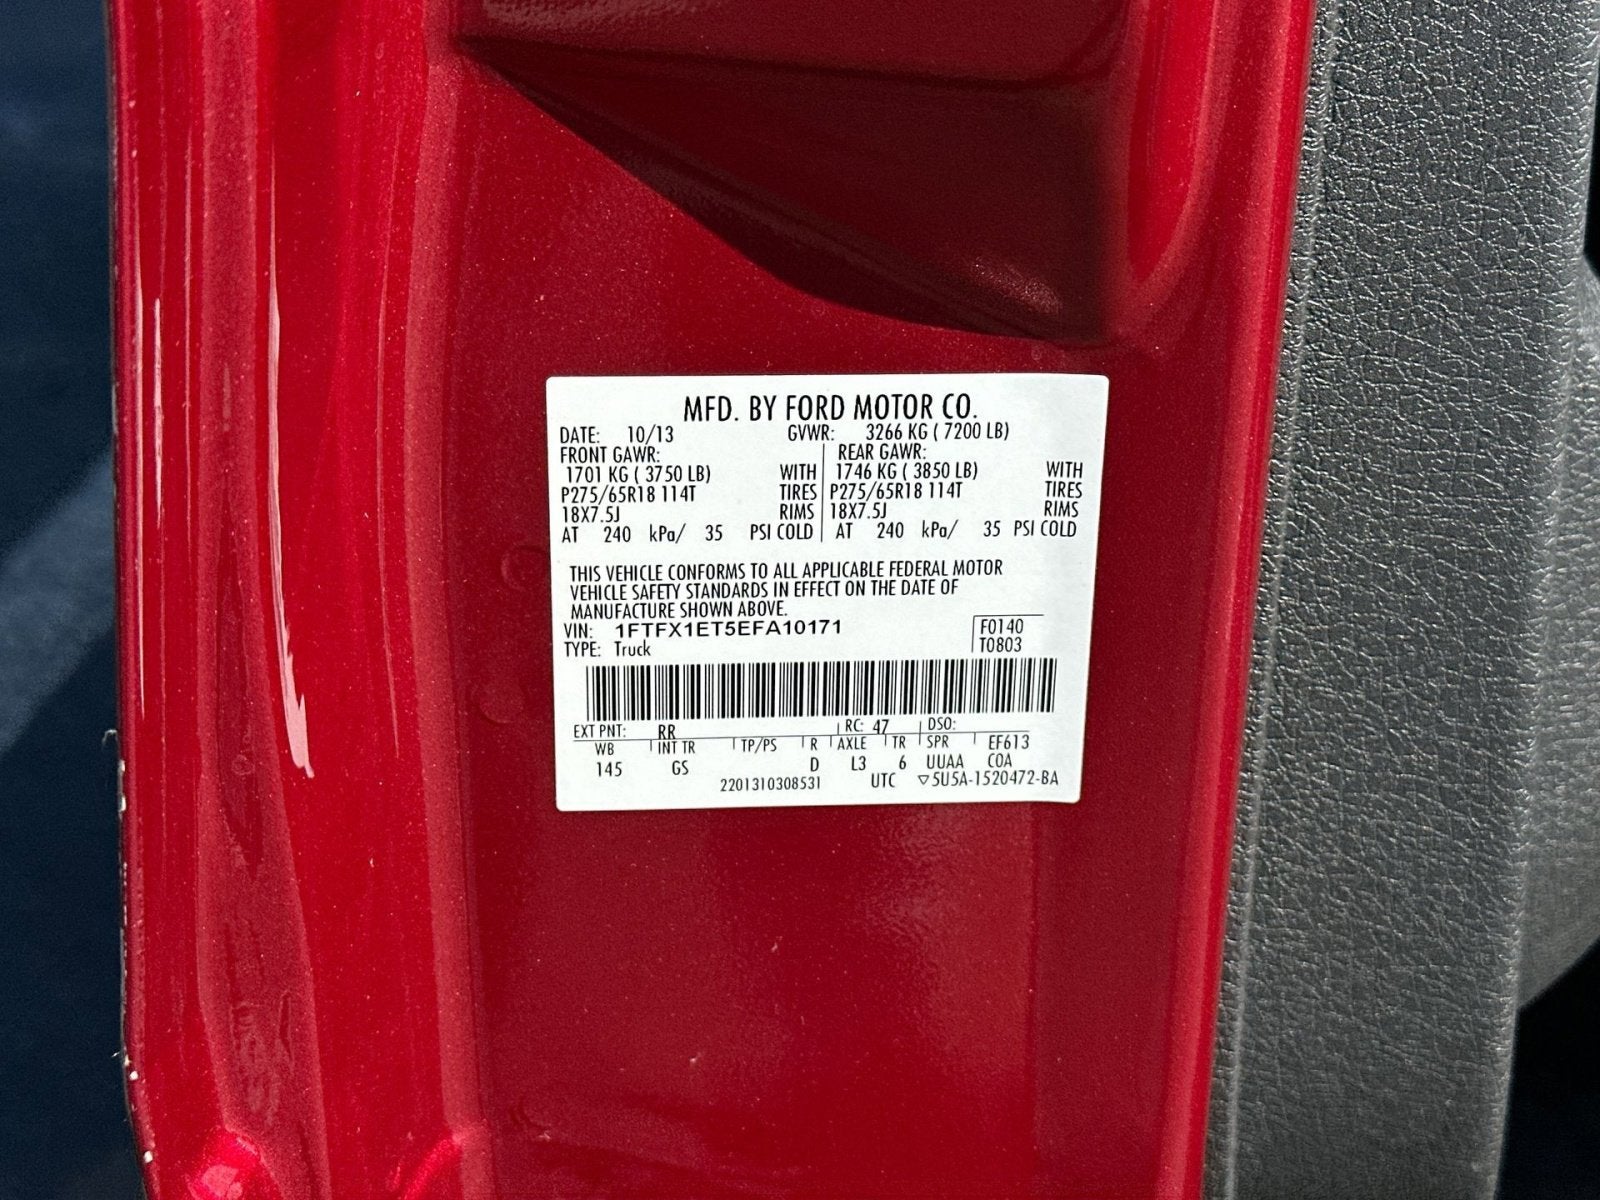 MFD. BY FORD MOTOR CO.
DATE: 10/13 GVWR: 3266 KG ( 7200 LB)
FRONT GAWR: REAR GAWR:
1701 KG ( 3750 LB) WITH 1746 KG ( 3850 LB) WITH
P275/65R18 114T TIRES P275/65R18 114T TIRES
18X7.5J RIMS 18X7.5J RIMS
AT 240 kPa/ 35 PSI COLD AT 240 kPa/ 35 PSI COLD
THIS VEHICLE CONFORMS TO ALL APPLICABLE FEDERAL MOTOR
VEHICLE SAFETY STANDARDS IN EFFECT ON THE DATE OF
MANUFACTURE SHOWN ABOVE.
VIN: 1FTFX1ET5EFA10171 F0140
TYPE: Truck T0803
EXT PNT: RR RC: 47 DSO:
WB INT TR TP/PS R AXLE TR SPR EF613
145 GS D L3 6 UUAA COA
2201310308531 UTC ▽5U5A-1520472-BA